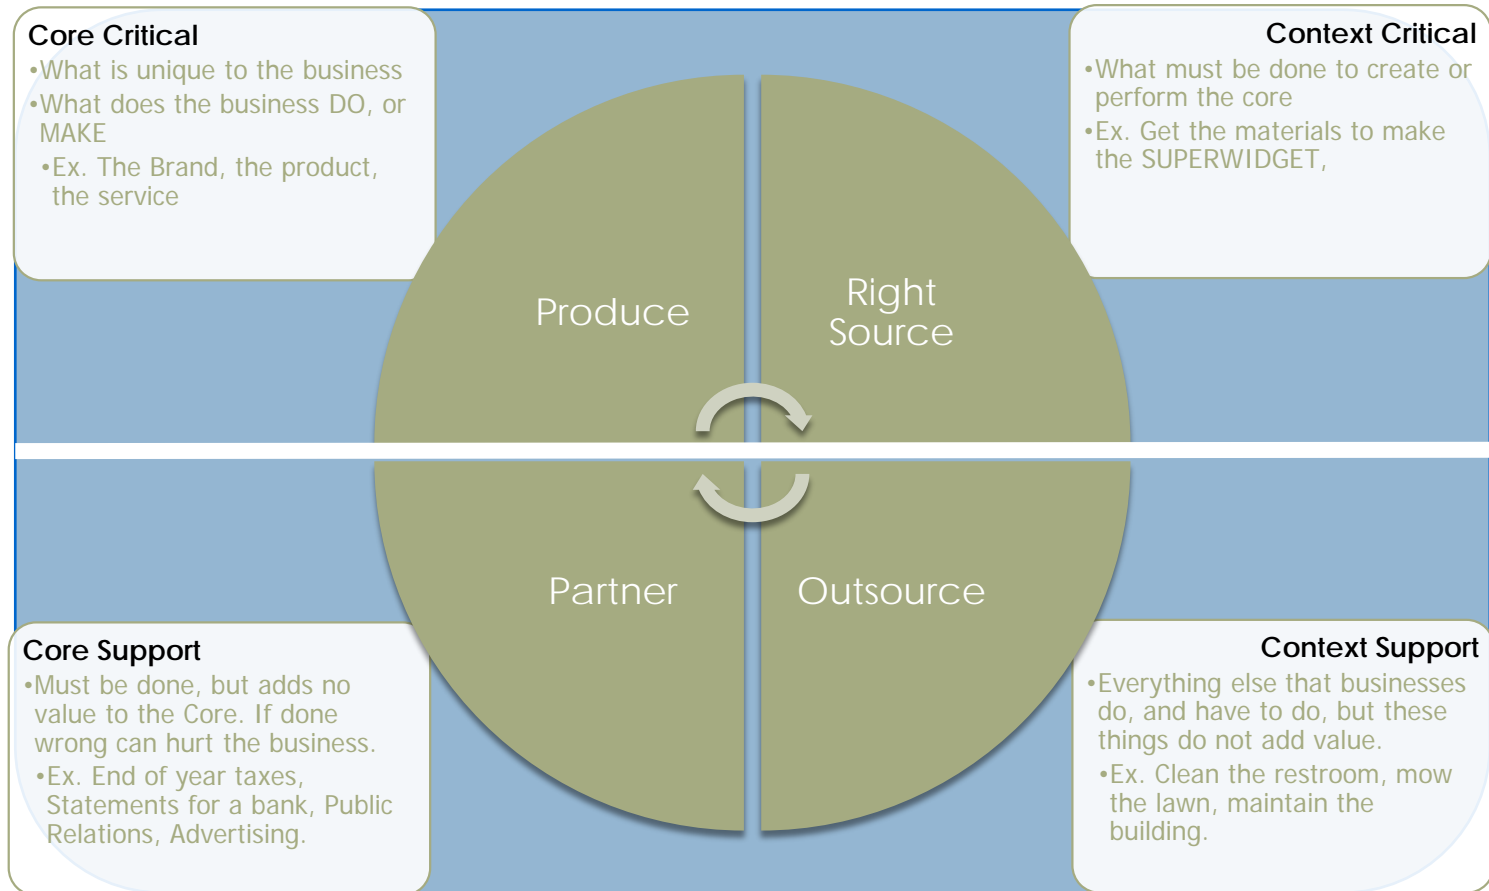 Core Critical
•What is unique to the business
•What does the business DO, or
MAKE
•Ex. The Brand, the product,
the service
Context Critical
•What must be done to create or
perform the core
•Ex. Get the materials to make
the SUPERWIDGET,
Produce
Right
Source
Partner
Outsource
Core Support
•Must be done, but adds no
value to the Core. If done
wrong can hurt the business.
•Ex. End of year taxes,
Statements for a bank, Public
Relations, Advertising.
Context Support
•Everything else that businesses
do, and have to do, but these
things do not add value.
•Ex. Clean the restroom, mow
the lawn, maintain the
building.